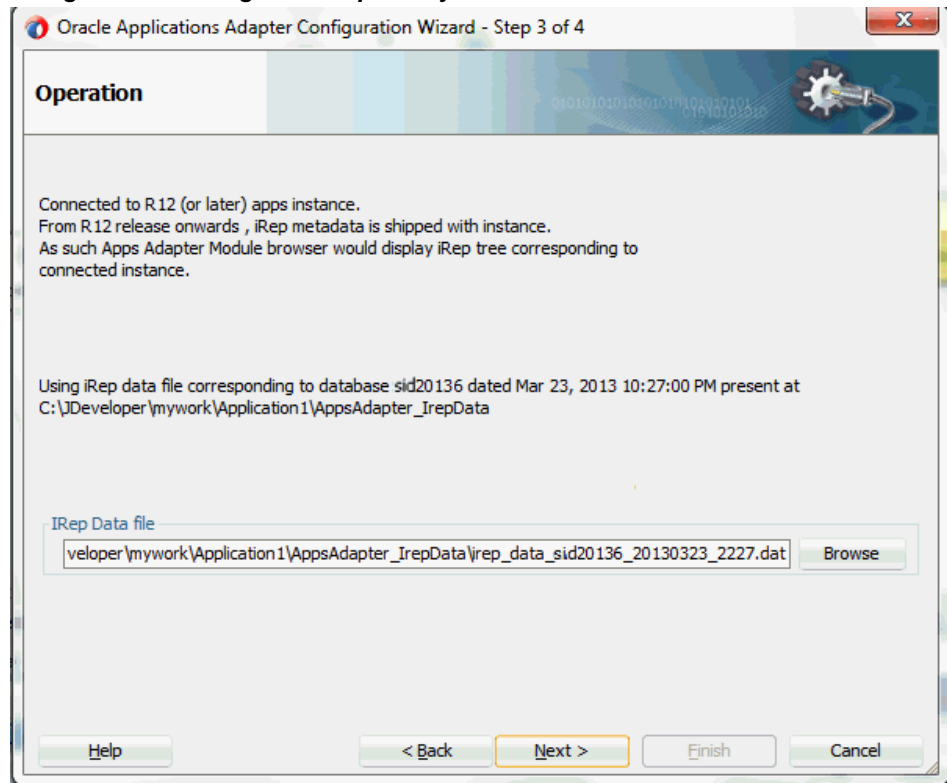 Oracle Applications Adapter Configuration Wizard - Step 3 of 4
Operation
Connected to R12 (or later) apps instance.
From R12 release onwards , iRep metadata is shipped with instance.
As such Apps Adapter Module browser would display iRep tree corresponding to
connected instance.
Using iRep data file corresponding to database sid20136 dated Mar 23, 2013 10:27:00 PM present at
C:\JDeveloper\mywork\Application1\AppsAdapter_IrepData
IRep Data file
veloper\mywork\Application1\AppsAdapter_IrepData\irep_data_sid20136_20130323_2227.dat Browse
Help < Back Next > Finish Cancel